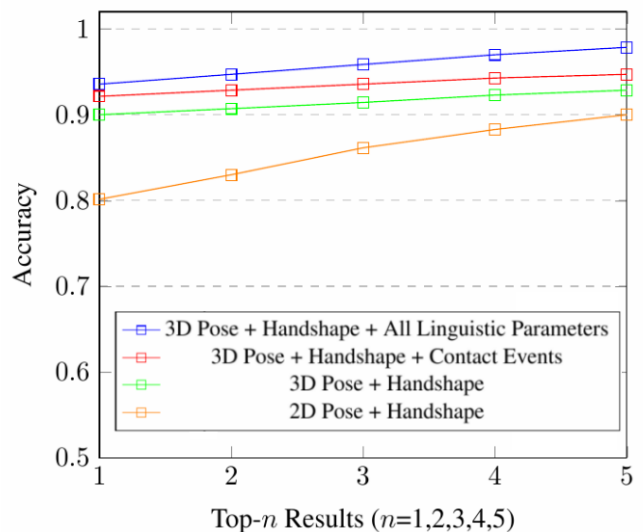 1
0.9
0.8
0.7
0.6
0.5
Accuracy
3D Pose + Handshape + All Linguistic Parameters
3D Pose + Handshape + Contact Events
3D Pose + Handshape
2D Pose + Handshape
1 2 3 4 5
Top-n Results (n=1,2,3,4,5)